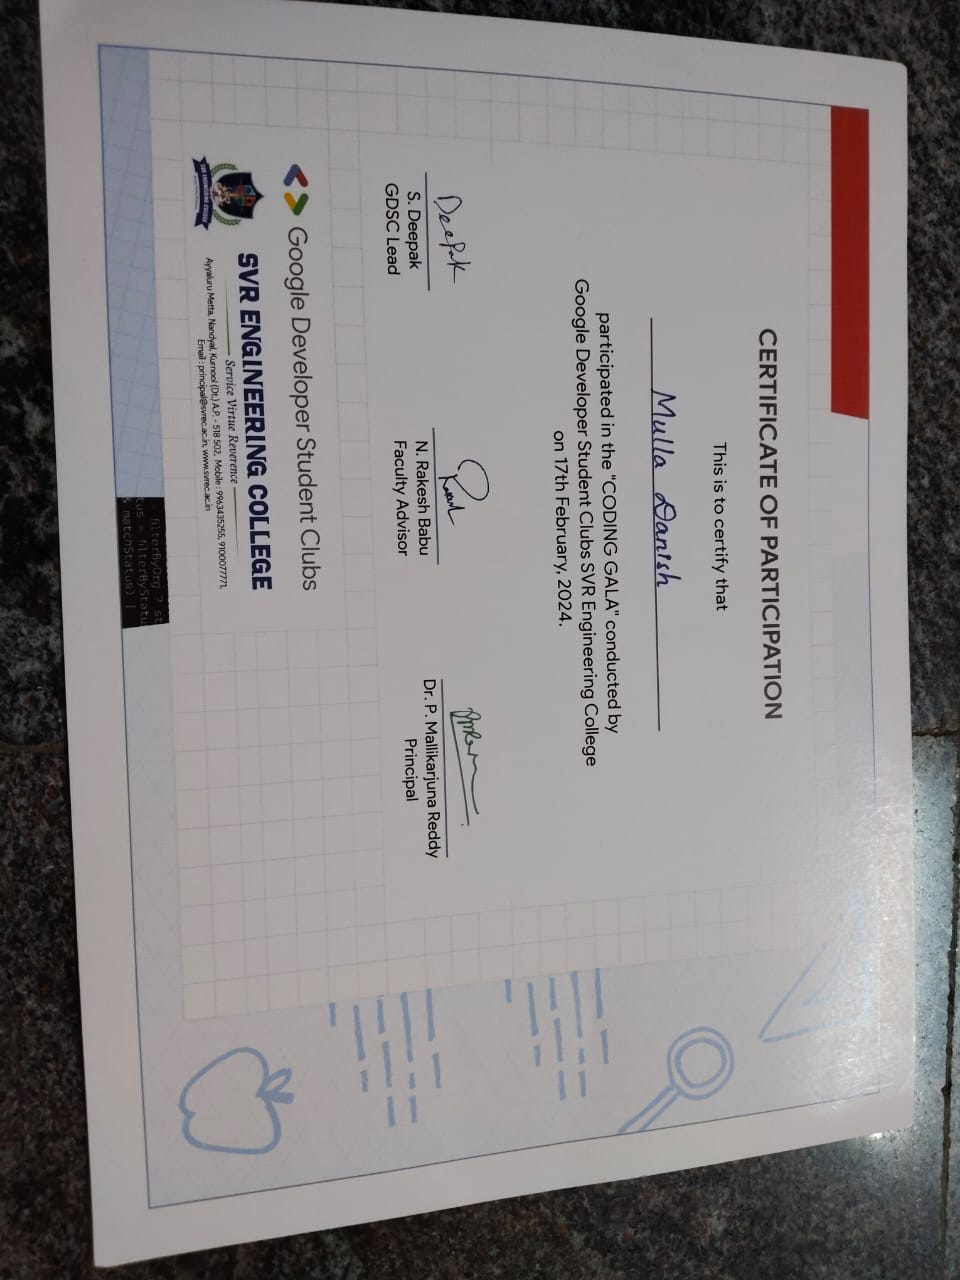 CERTIFICATE OF PARTICIPATION
This is to certify that
Mulla Danish
participated in the "CODING GALA" conducted by
Google Developer Student Clubs SVR Engineering College
on 17th February, 2024.
Deepak
S. Deepak
GDSC Lead
N. Rakesh Babu
Faculty Advisor
Dr. P. Mallikarjuna Reddy
Principal
Google Developer Student Clubs
SVR ENGINEERING COLLEGE
SVR ENGINEERING COLLEGE
Service Virtue Reverence
Ayyaluru Metta, Nandyal, Kurnool (Dt.) A.P. - 518 502, Mobile : 9963435255, 9100077771,
Email : principal@svrec.ac.in, www.svrec.ac.in
filterByOrg ? st
us - filterByStatu
matchStatus) |